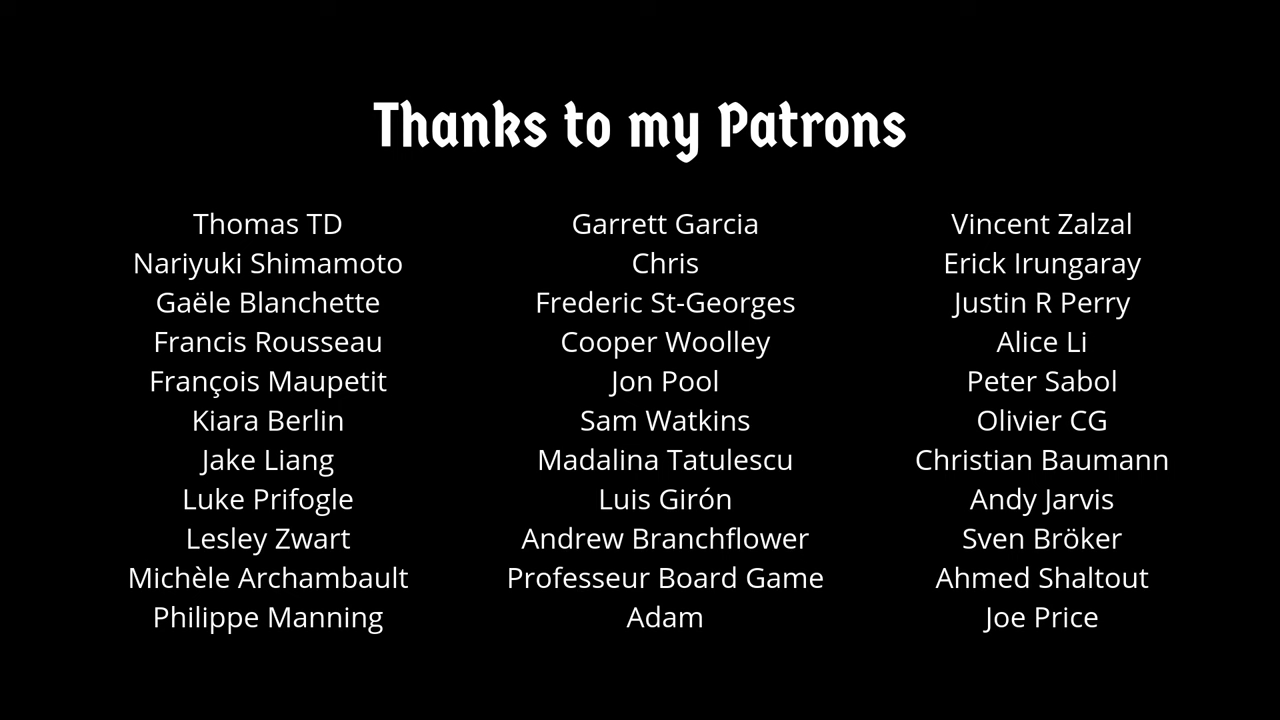 Thanks to my Patrons
Thomas TD
Nariyuki Shimamoto
Gaële Blanchette
Francis Rousseau
François Maupetit
Kiara Berlin
Jake Liang
Luke Prifogle
Lesley Zwart
Michèle Archambault
Philippe Manning
Garrett Garcia
Chris
Frederic St-Georges
Cooper Woolley
Jon Pool
Sam Watkins
Madalina Tatulescu
Luis Girón
Andrew Branchflower
Professeur Board Game
Adam
Vincent Zalzal
Erick Irungaray
Justin R Perry
Alice Li
Peter Sabol
Olivier CG
Christian Baumann
Andy Jarvis
Sven Bröker
Ahmed Shaltout
Joe Price